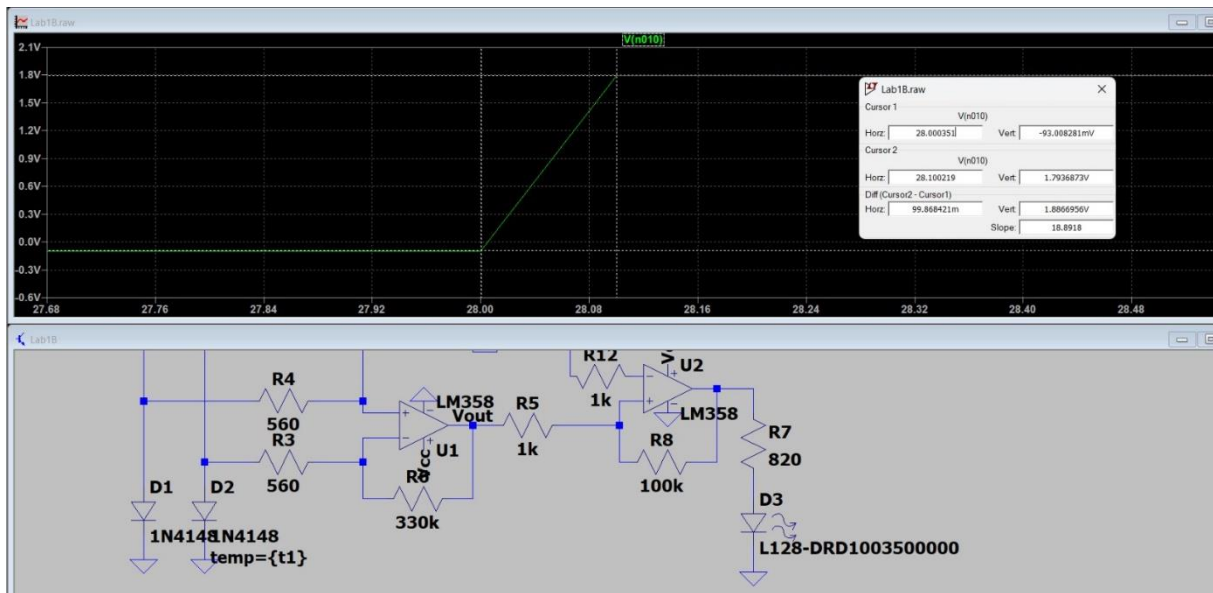 Lab1B.raw
V(n010)
2.1V
1.8V
1.5V
1.2V
0.9V
0.6V
0.3V
0.0V
-0.3V
-0.6V
27.68 27.76 27.84 27.92 28.00 28.08 28.16 28.24 28.32 28.40 28.48
Lab1B.raw
Cursor 1
V(n010)
Horz: 28.000351 Vert: -93.008281mV
Cursor 2
V(n010)
Horz: 28.100219 Vert: 1.7936873V
Diff (Cursor2 - Cursor1)
Horz: 99.868421m Vert: 1.8866956V
Slope: 18.8918
Lab1B
R4
560
R3
560
D1
1N4148
D2
1N4148
temp={t1}
LM358
Vout
U1
Vcc
R6
330k
R5
1k
R12
1k
U2
LM358
R8
100k
R7
820
D3
L128-DRD1003500000